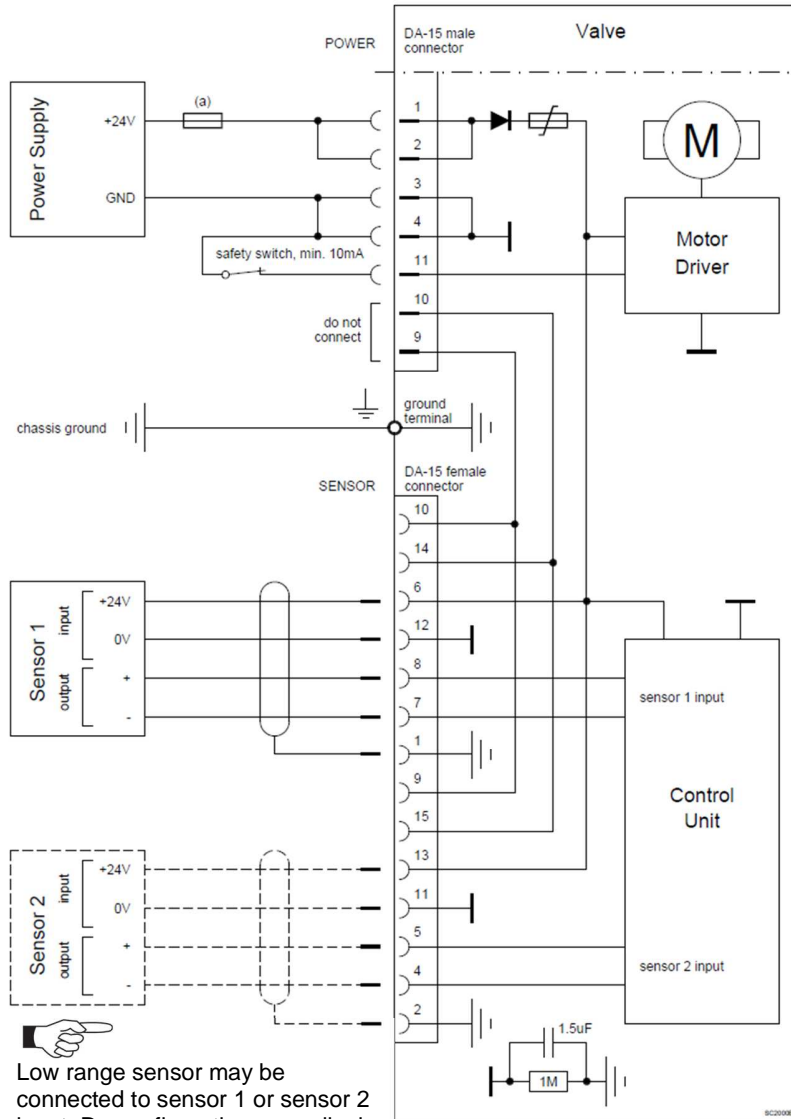 Valve
POWER
DA-15 male
connector
Power Supply
+24V
(a)
GND
1
2
3
4
safety switch, min. 10mA
11
10
do not
connect
9
M
Motor
Driver
chassis ground
ground
terminal
SENSOR
DA-15 female
connector
10
14
Sensor 1
input
+24V
0V
output
+
-
6
12
8
7
1
9
15
sensor 1 input
Control
Unit
Sensor 2
input
+24V
0V
output
+
-
13
11
5
4
2
sensor 2 input
1.5uF
1M
Low range sensor may be
connected to sensor 1 or sensor 2